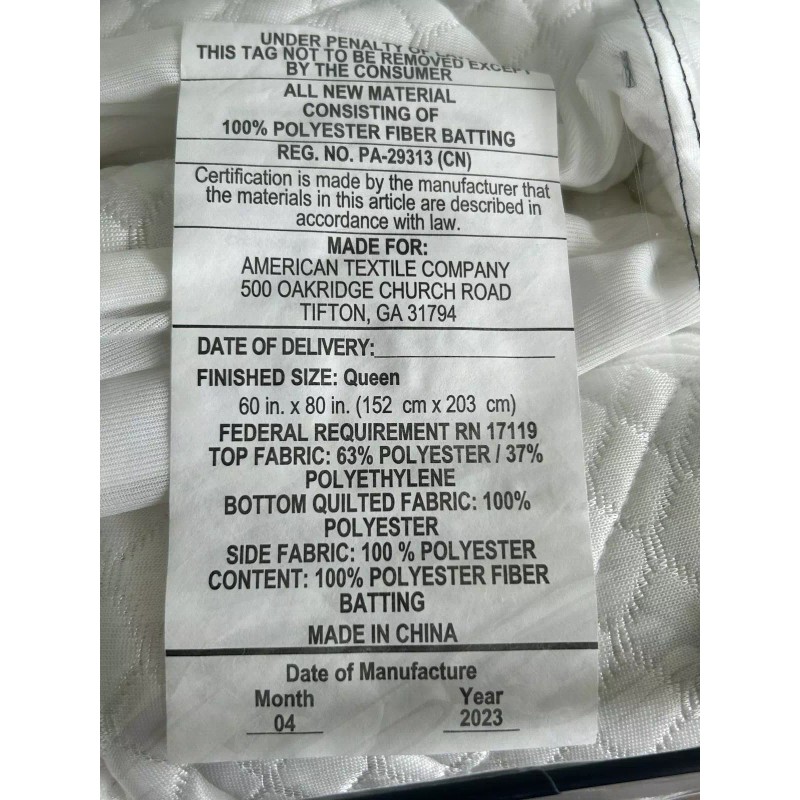 UNDER PENALTY OF
THIS TAG NOT TO BE REMOVED EXCEPT
BY THE CONSUMER
ALL NEW MATERIAL
CONSISTING OF
100% POLYESTER FIBER BATTING
REG. NO. PA-29313 (CN)
Certification is made by the manufacturer that
the materials in this article are described in
accordance with law.
MADE FOR:
AMERICAN TEXTILE COMPANY
500 OAKRIDGE CHURCH ROAD
TIFTON, GA 31794
DATE OF DELIVERY:
FINISHED SIZE: Queen
60 in. x 80 in. (152 cm x 203 cm)
FEDERAL REQUIREMENT RN 17119
TOP FABRIC: 63% POLYESTER / 37%
POLYETHYLENE
BOTTOM QUILTED FABRIC: 100%
POLYESTER
SIDE FABRIC: 100 % POLYESTER
CONTENT: 100% POLYESTER FIBER
BATTING
MADE IN CHINA
Date of Manufacture
Month Year
04 2023